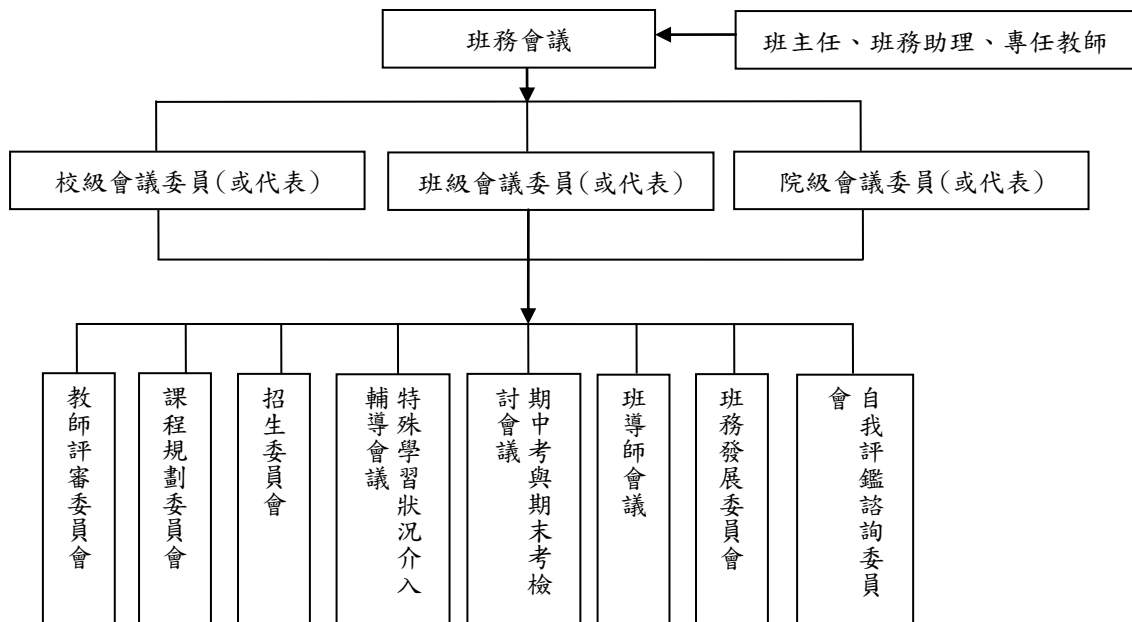 班務會議
班主任、班務助理、專任教師
校級會議委員(或代表)
班級會議委員(或代表)
院級會議委員(或代表)
教師評審委員會
課程規劃委員會
招生委員會
特殊學習狀況介入
輔導會議
期中考與期末考檢
討會議
班導師會議
班務發展委員會
自我評鑑諮詢委員
會